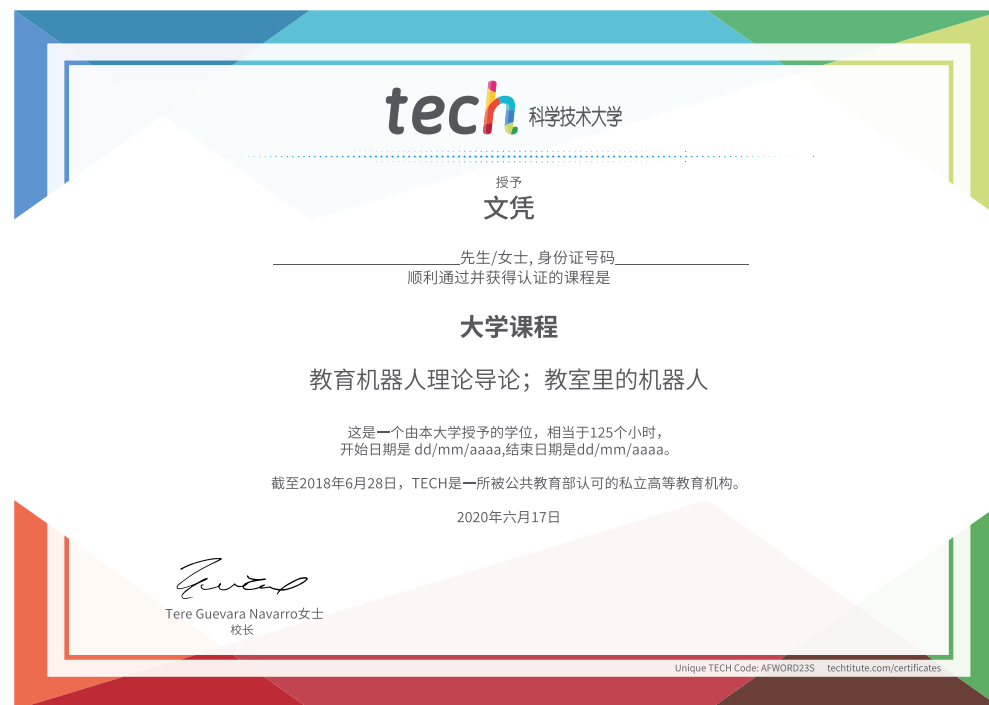 tech 科学技术大学
授予
文凭
____________________先生/女士, 身份证号码________________
顺利通过并获得认证的课程是
大学课程
教育机器人理论导论；教室里的机器人
这是一个由本大学授予的学位，相当于125个小时，
开始日期是 dd/mm/aaaa,结束日期是dd/mm/aaaa。
截至2018年6月28日，TECH是一所被公共教育部认可的私立高等教育机构。
2020年六月17日
Tere Guevara Navarro女士
校长
Unique TECH Code: AFWORD23S techtitute.com/certificates